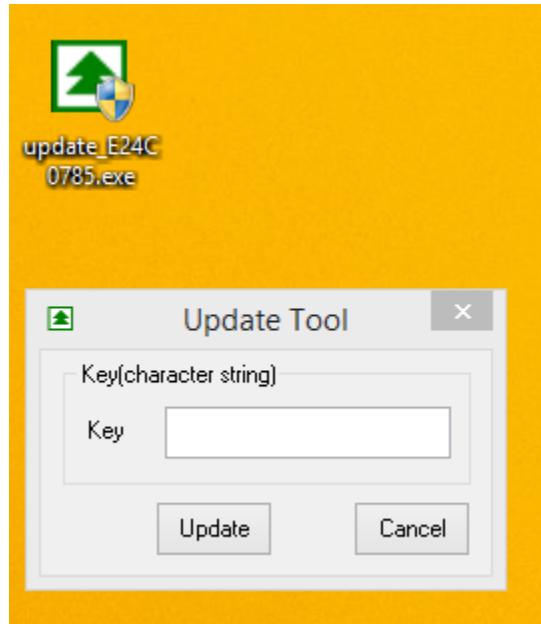 update_E24C
0785.exe
Update Tool
Key(character string)
Key
Update
Cancel